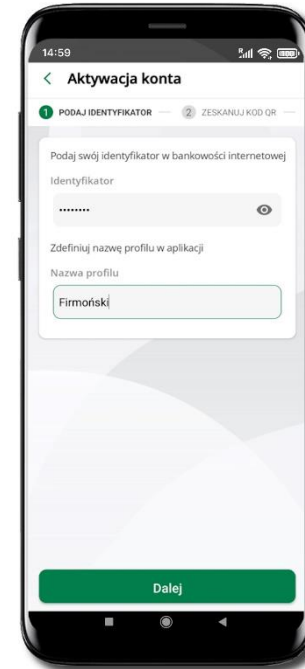 14:59
Aktywacja konta
1 PODAJ IDENTYFIKATOR 2 ZESKANUJ KOD QR
Podaj swój identyfikator w bankowości internetowej
Identyfikator
••••••••
Zdefiniuj nazwę profilu w aplikacji
Nazwa profilu
Firmoński
Dalej